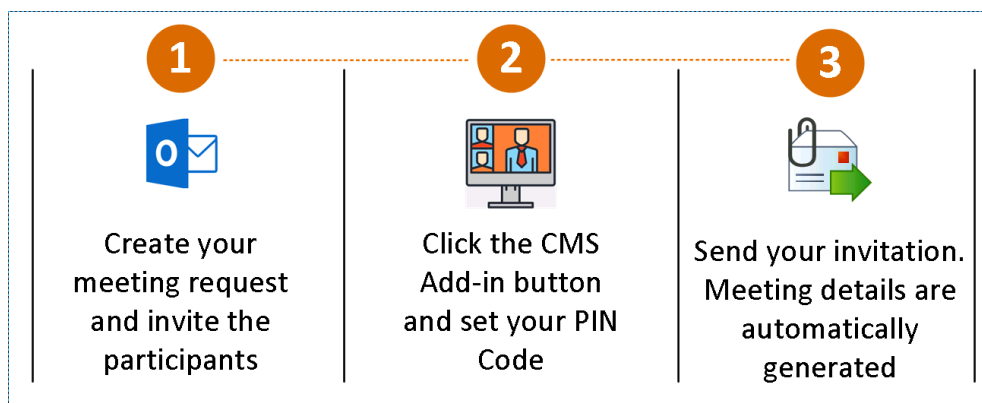 1
O
Create your
meeting request
and invite the
participants
2
Click the CMS
Add-in button
and set your PIN
Code
3
Send your invitation.
Meeting details are
automatically
generated